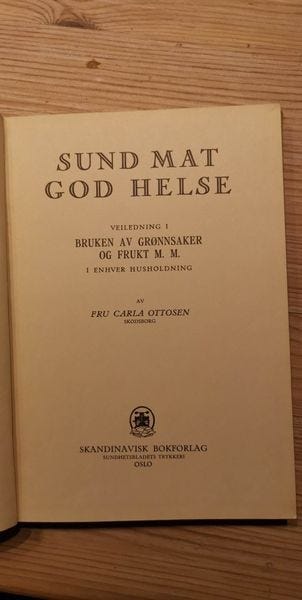 SUND MAT
GOD HELSE
VEILEDNING I
BRUKEN AV GRØNNSAKER
OG FRUKT M. M.
I ENHVER HUSHOLDNING
AV
FRU CARLA OTTOSEN
SKODSBORG
SKANDINAVISK BOKFORLAG
SUNDHETSBLADETS TRYKKERI
OSLO